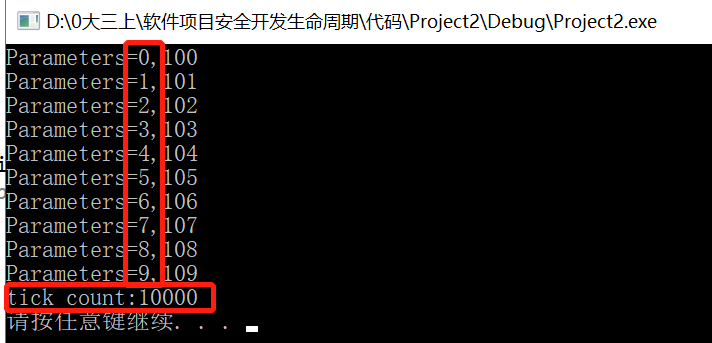 D:\0大三上\软件项目安全开发生命周期\代码\Project2\Debug\Project2.exe
Parameters=0,100
Parameters=1,101
Parameters=2,102
Parameters=3,103
Parameters=4,104
Parameters=5,105
Parameters=6,106
Parameters=7,107
Parameters=8,108
Parameters=9,109
tick count:10000
请按任意键继续. . .